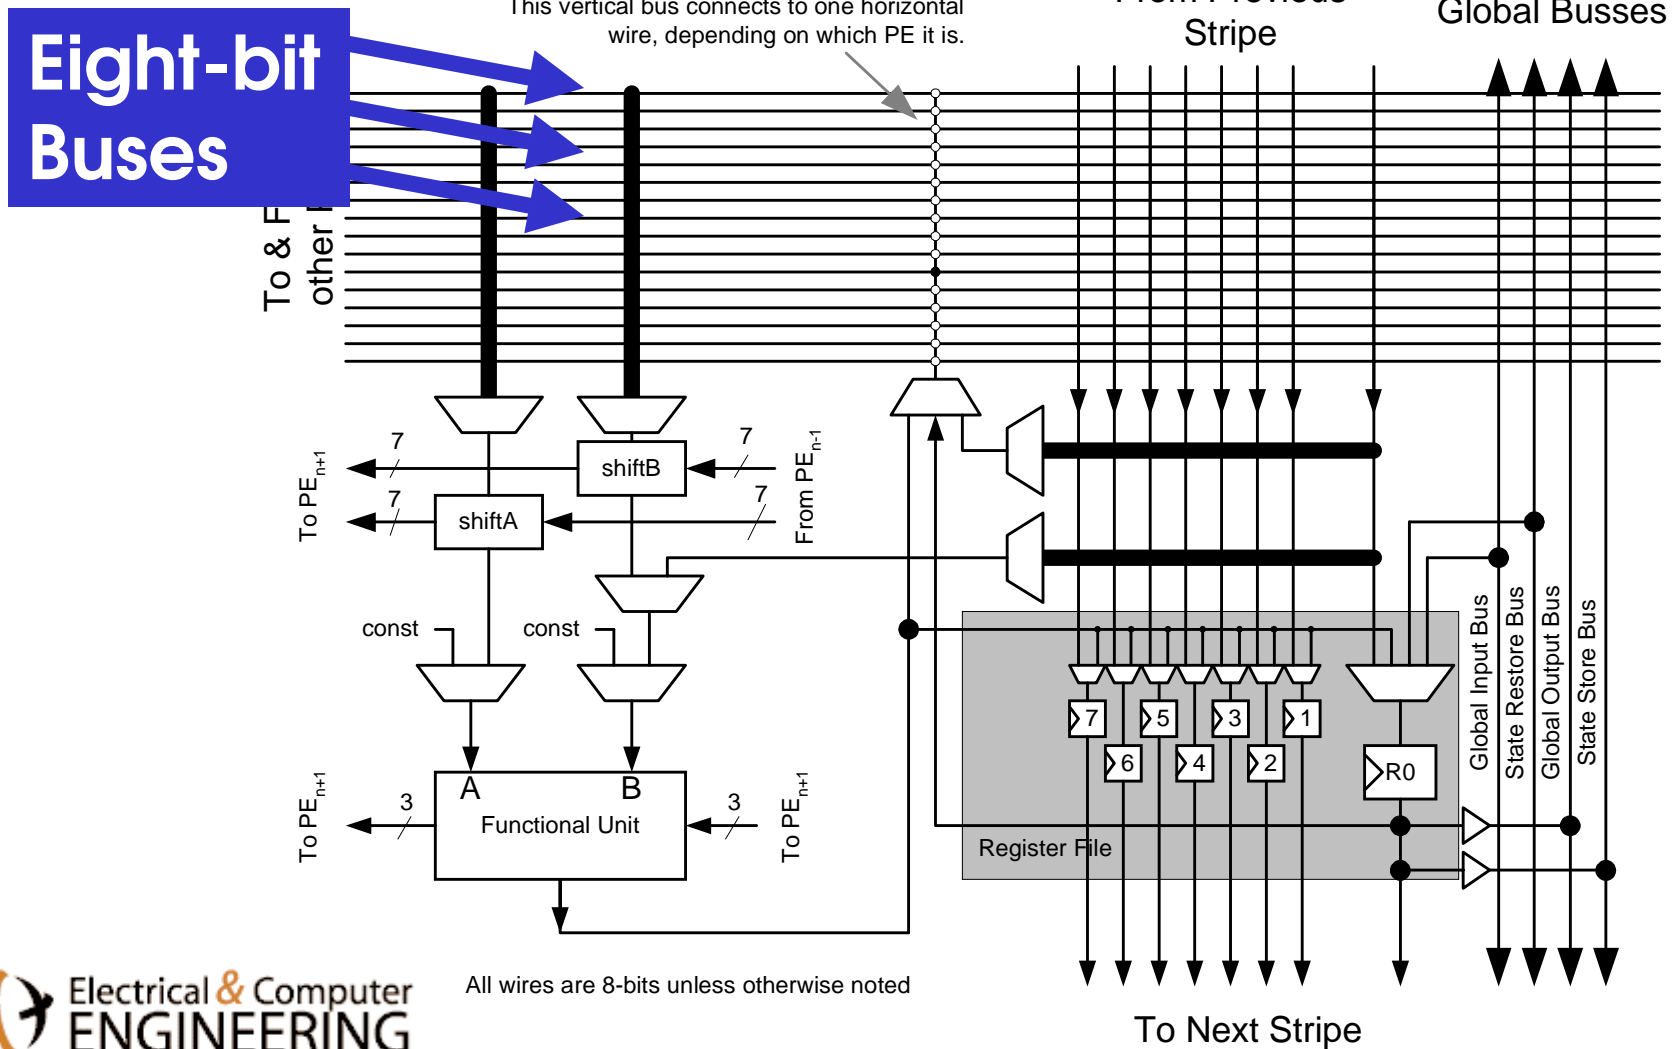 This vertical bus connects to one horizontal
wire, depending on which PE it is.
From Previous
Stripe
Global Busses
Eight-bit
Buses
To & F
other
7
7
shiftB
7
7
shiftA
To PEn+1
From PEn-1
const
const
A
B
Functional Unit
3
3
To PEn+1
To PEn+1
7
5
3
1
6
4
2
R0
Register File
Global Input Bus
State Restore Bus
Global Output Bus
State Store Bus
All wires are 8-bits unless otherwise noted
To Next Stripe
Electrical & Computer
ENGINEERING